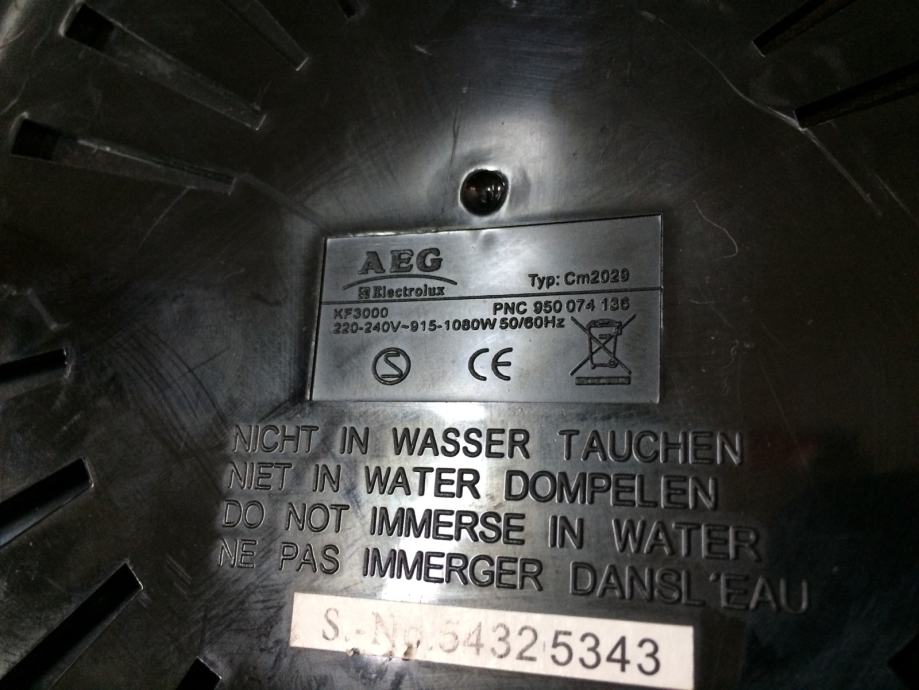 AEG
Electrolux
Typ: Cm2029
KF3000
PNC 950 074 136
220-240V~915-1080W 50/60Hz
S
CE
NICHT IN WASSER TAUCHEN
NIET IN WATER DOMPELEN
DO NOT IMMERSE IN WATER
NE PAS IMMERGER DANSL'EAU
S.-No.54325343